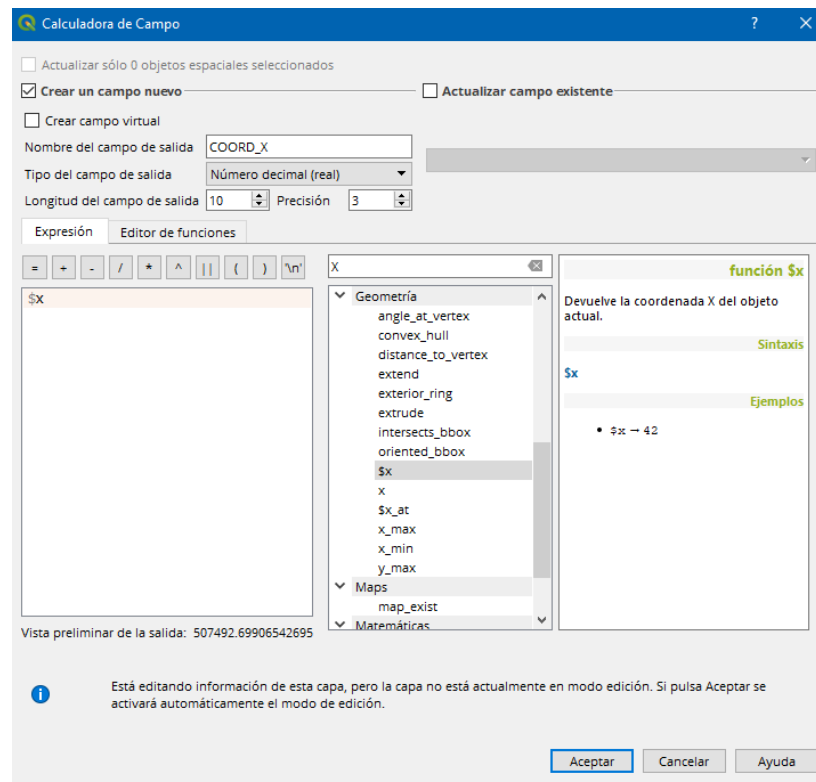 Calculadora de Campo
?
Actualizar sólo 0 objetos espaciales seleccionados
Crear un campo nuevo
Actualizar campo existente
Crear campo virtual
Nombre del campo de salida COORD_X
Tipo del campo de salida Número decimal (real)
Longitud del campo de salida 10 Precisión 3
Expresión Editor de funciones
= + - / * ^ || ( ) '\n'
$x
Vista preliminar de la salida: 507492.69906542695
X
Geometría
angle_at_vertex
convex_hull
distance_to_vertex
extend
exterior_ring
extrude
intersects_bbox
oriented_bbox
$x
x
$x_at
x_max
x_min
y_max
Maps
map_exist
Matemáticas
función $x
Devuelve la coordenada X del objeto
actual.
Sintaxis
$x
Ejemplos
• $x → 42
Está editando información de esta capa, pero la capa no está actualmente en modo edición. Si pulsa Aceptar se
activará automáticamente el modo de edición.
Aceptar Cancelar Ayuda